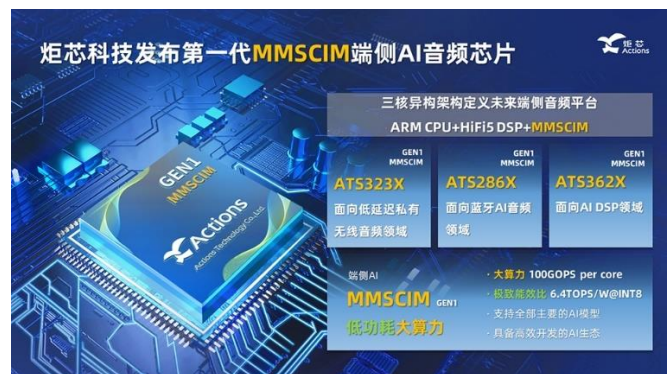 炬芯科技发布第一代MMSCIM端侧AI音频芯片
炬芯
Actions
三核异构架构定义未来端侧音频平台
ARM CPU+HiFi5 DSP+MMSCIM
GEN1
MMSCIM
ATS323X
面向低延迟私有
无线音频领域
GEN1
MMSCIM
ATS286X
面向蓝牙AI音频
领域
GEN1
MMSCIM
ATS362X
面向AI DSP领域
GEN1
MMSCIM
Actions
Actions Technology Co.,Ltd.
端侧AI
MMSCIM GEN1
低功耗大算力
· 大算力 100GOPS per core
· 极致能效比 6.4TOPS/W@INT8
· 支持全部主要的AI模型
· 具备高效开发的AI生态